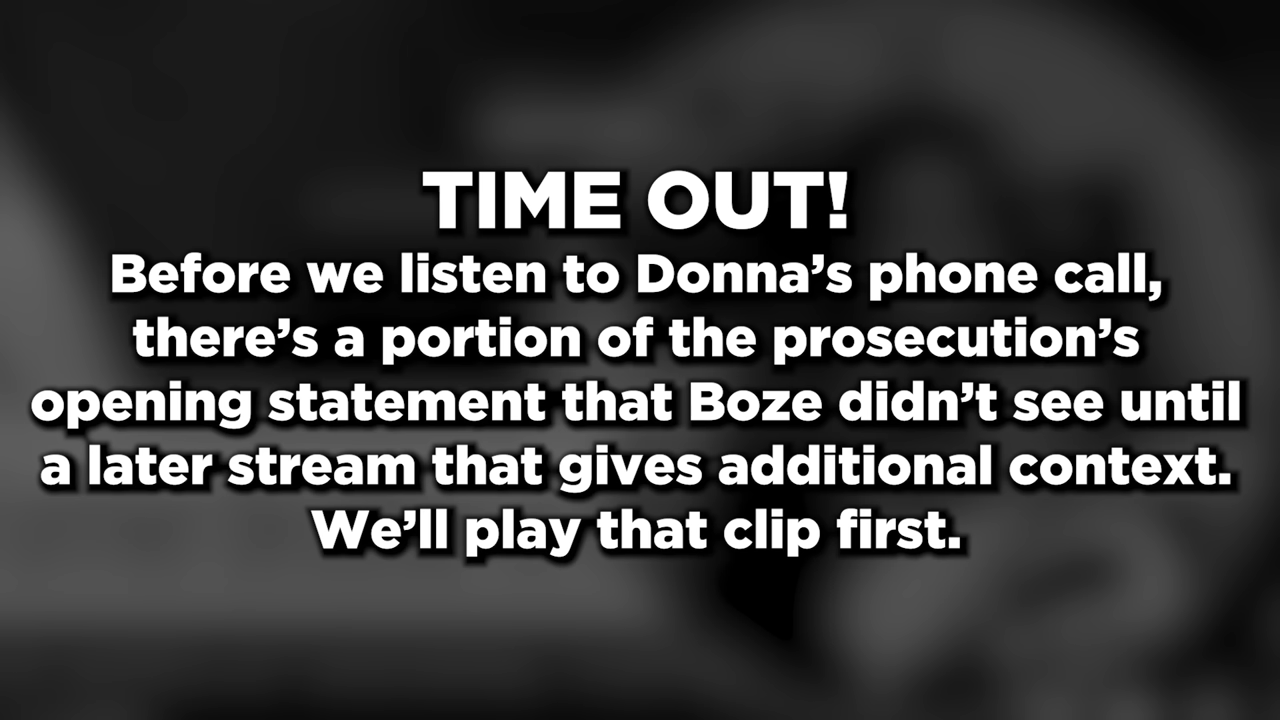 TIME OUT!
Before we listen to Donna’s phone call,
there’s a portion of the prosecution’s
opening statement that Boze didn’t see until
a later stream that gives additional context.
We’ll play that clip first.